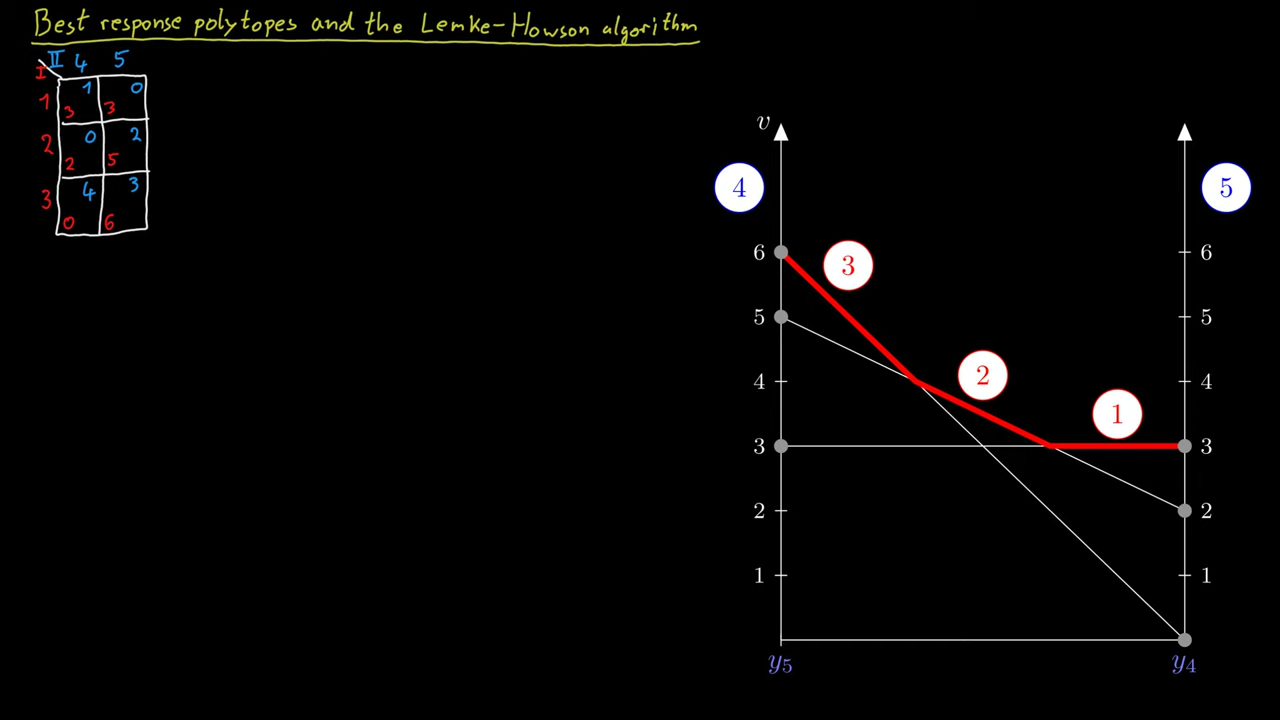 Best response polytopes and the Lemke-Howson algorithm
II 4 5
I
1 1 0
3 3
2 0 2
2 5
3 4 3
0 6
v
4 5
6 3 6
5 5
4 2 4
3 1 3
2 2
1 1
y5 y4